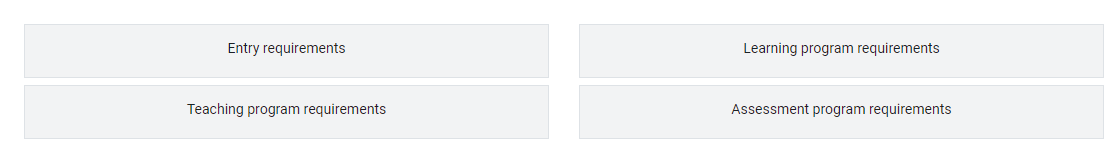 Entry requirements
Learning program requirements
Teaching program requirements
Assessment program requirements